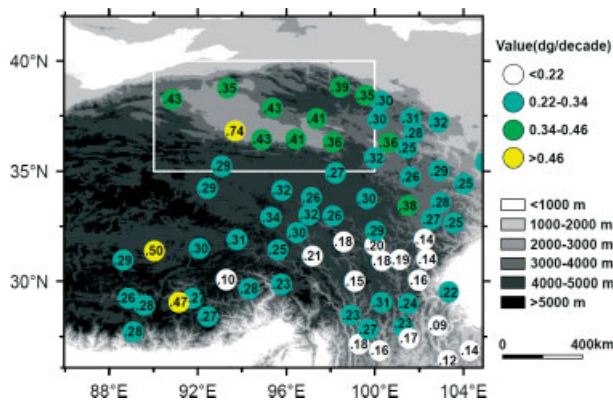 40°N
35°N
30°N
88°E 92°E 96°E 100°E 104°E
.43 .35 .39 .35 .30
.43 .41 .30 .31 .32
.74 .43 .41 .36 .36 .28 .25
.29 .27 .32 .29
.29 .32 .26 .30 .26 .25
.34 .32 .26 .38 .28 .27 .25
.30 .31 .30 .25 .18 .29 .20 .14
.29 .50 .21 .18 .19 .14
.10 .28 .23 .15 .16 .22
.26 .28 .47 .27 .27 .31 .24
.28 .23 .27 .23 .17 .09
.18 .16 .12 .14
Value(dg/decade)
<0.22
0.22-0.34
0.34-0.46
>0.46
<1000 m
1000-2000 m
2000-3000 m
3000-4000 m
4000-5000 m
>5000 m
0 400km